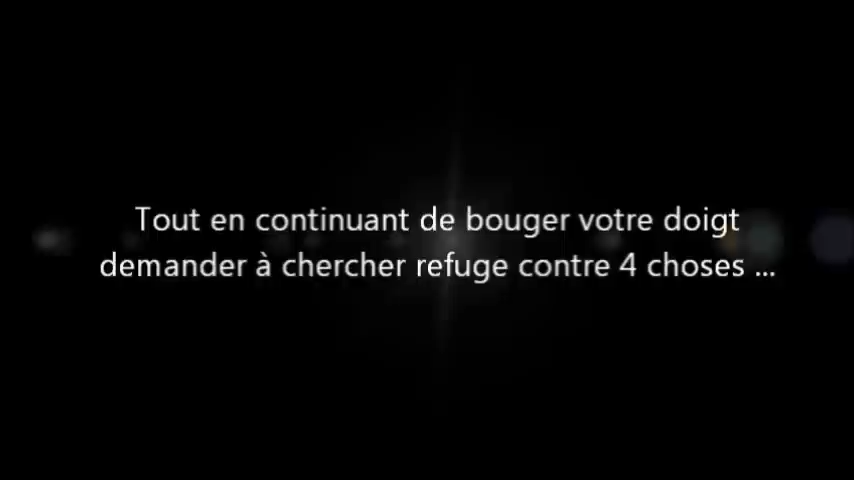 Tout en continuant de bouger votre doigt
demander à chercher refuge contre 4 choses ...